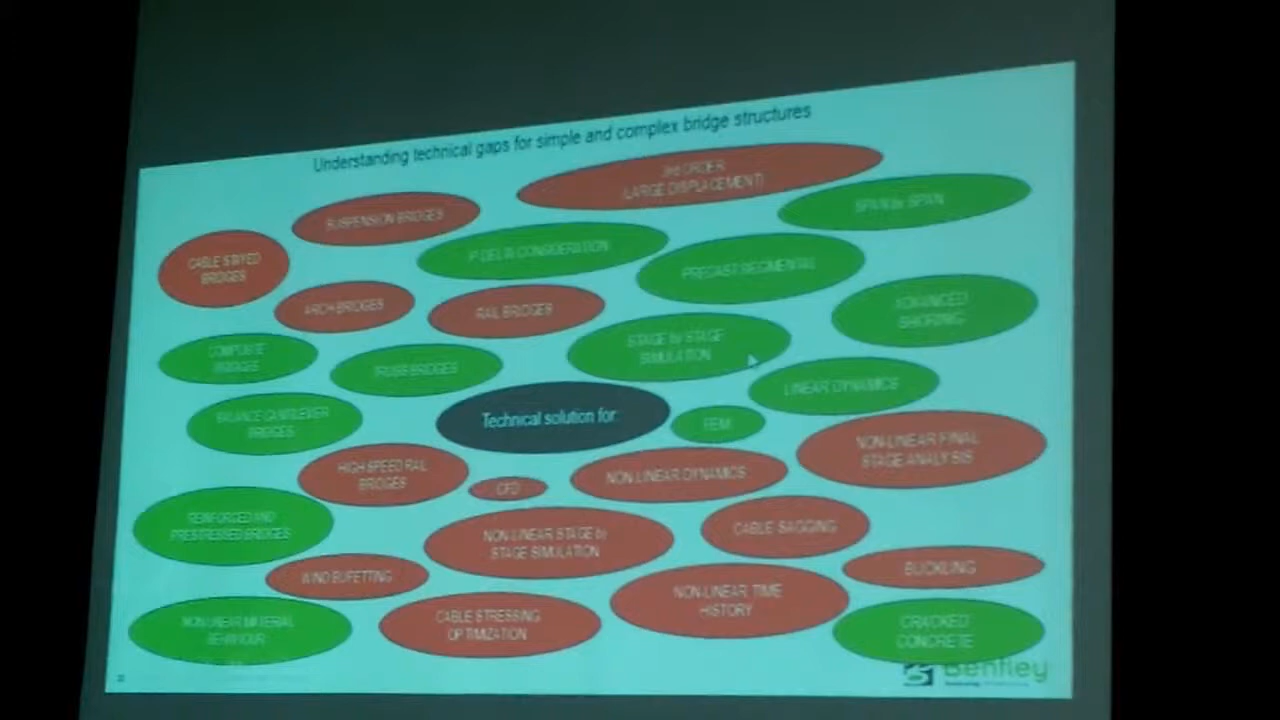 Understanding technical gaps for simple and complex bridge structures
3rd ORDER
(LARGE DISPLACEMENT)
SUSPENSION BRIDGES
SPAN by SPAN
P-DELTA CONSIDERATION
CABLE STAYED
BRIDGES
PRECAST SEGMENTAL
ARCH BRIDGES
RAIL BRIDGES
ADVANCED
SHORING
STAGE by STAGE
SIMULATION
COMPOSITE
BRIDGES
TRUSS BRIDGES
LINEAR DYNAMICS
BALANCE CANTILEVER
BRIDGES
Technical solution for:
FEM
NON-LINEAR FINAL
STAGE ANALYSIS
HIGH SPEED RAIL
BRIDGES
CFD
NON-LINEAR DYNAMICS
REINFORCED AND
PRESTRESSED BRIDGES
NON-LINEAR STAGE by
STAGE SIMULATION
CABLE SAGGING
WIND BUFETTING
BUCKLING
NON-LINEAR TIME
HISTORY
NON LINEAR MATERIAL
BEHAVIOUR
CABLE STRESSING
OPTIMIZATION
CRACKED
CONCRETE
Bentley